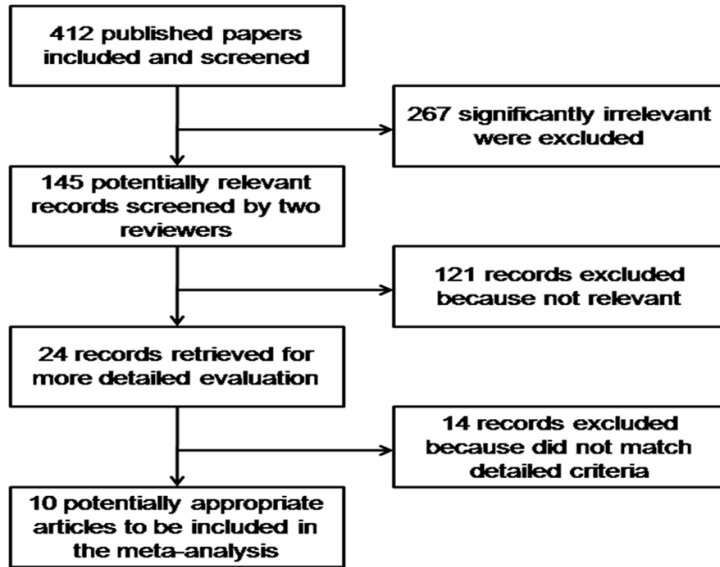 412 published papers
included and screened
267 significantly irrelevant
were excluded
145 potentially relevant
records screened by two
reviewers
121 records excluded
because not relevant
24 records retrieved for
more detailed evaluation
14 records excluded
because did not match
detailed criteria
10 potentially appropriate
articles to be included in
the meta-analysis